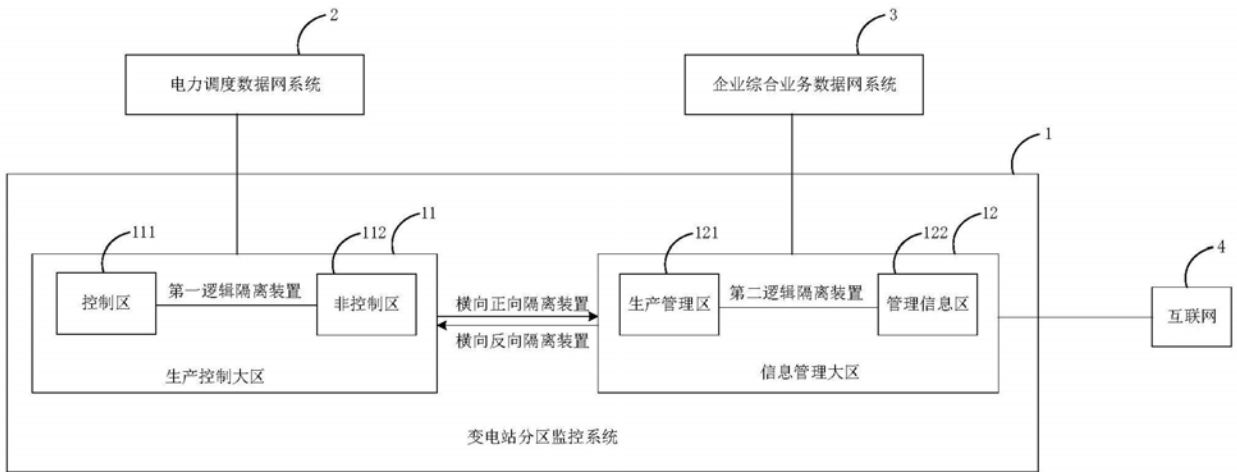 2
3
电力调度数据网系统
企业综合业务数据网系统
1
111
112
11
121
122
12
4
控制区
第一逻辑隔离装置
非控制区
横向正向隔离装置
横向反向隔离装置
生产管理区
第二逻辑隔离装置
管理信息区
互联网
生产控制大区
信息管理大区
变电站分区监控系统